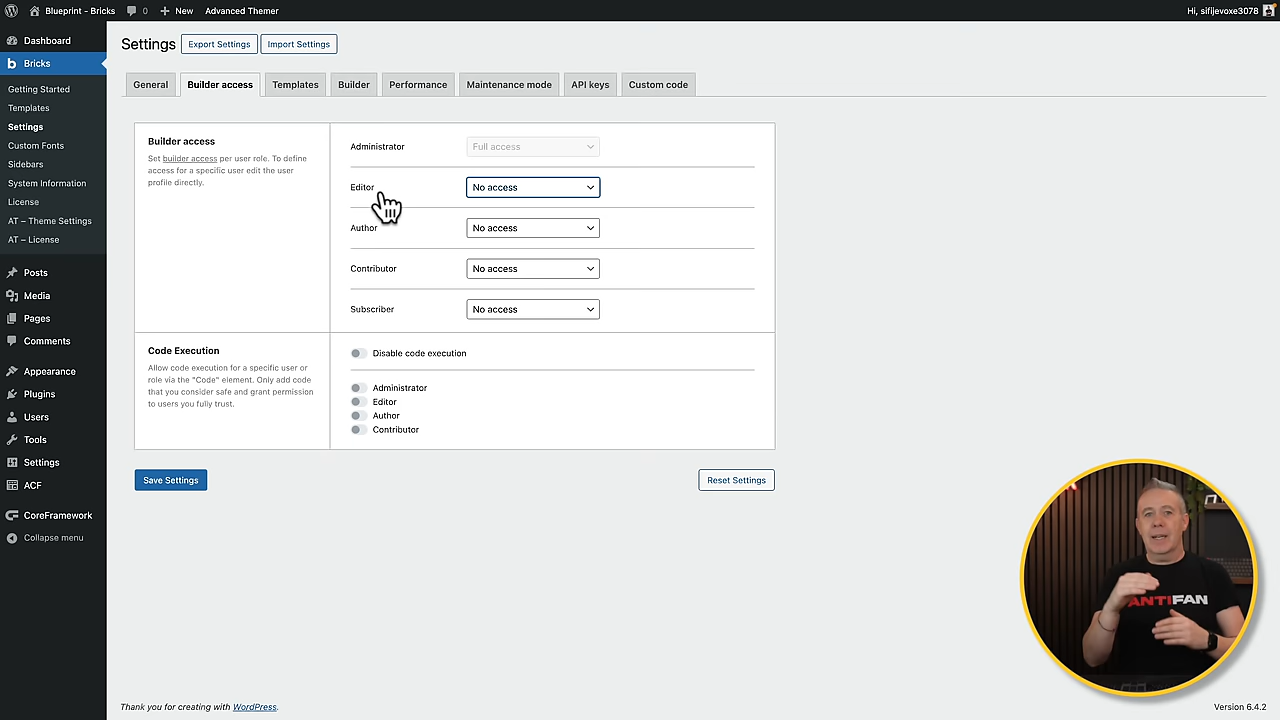 Blueprint - Bricks
0
New
Advanced Themer
Hi, sifijevoxe3078
Dashboard
Bricks
Getting Started
Templates
Settings
Custom Fonts
Sidebars
System Information
License
AT – Theme Settings
AT – License
Posts
Media
Pages
Comments
Appearance
Plugins
Users
Tools
Settings
ACF
CoreFramework
Collapse menu
Settings
Export Settings
Import Settings
General
Builder access
Templates
Builder
Performance
Maintenance mode
API keys
Custom code
Builder access
Set builder access per user role. To define
access for a specific user edit the user
profile directly.
Administrator
Full access
Editor
No access
Author
No access
Contributor
No access
Subscriber
No access
Code Execution
Allow code execution for a specific user or
role via the "Code" element. Only add code
that you consider safe and grant permission
to users you fully trust.
Disable code execution
Administrator
Editor
Author
Contributor
Save Settings
Reset Settings
ANTIFAN
Thank you for creating with WordPress.
Version 6.4.2